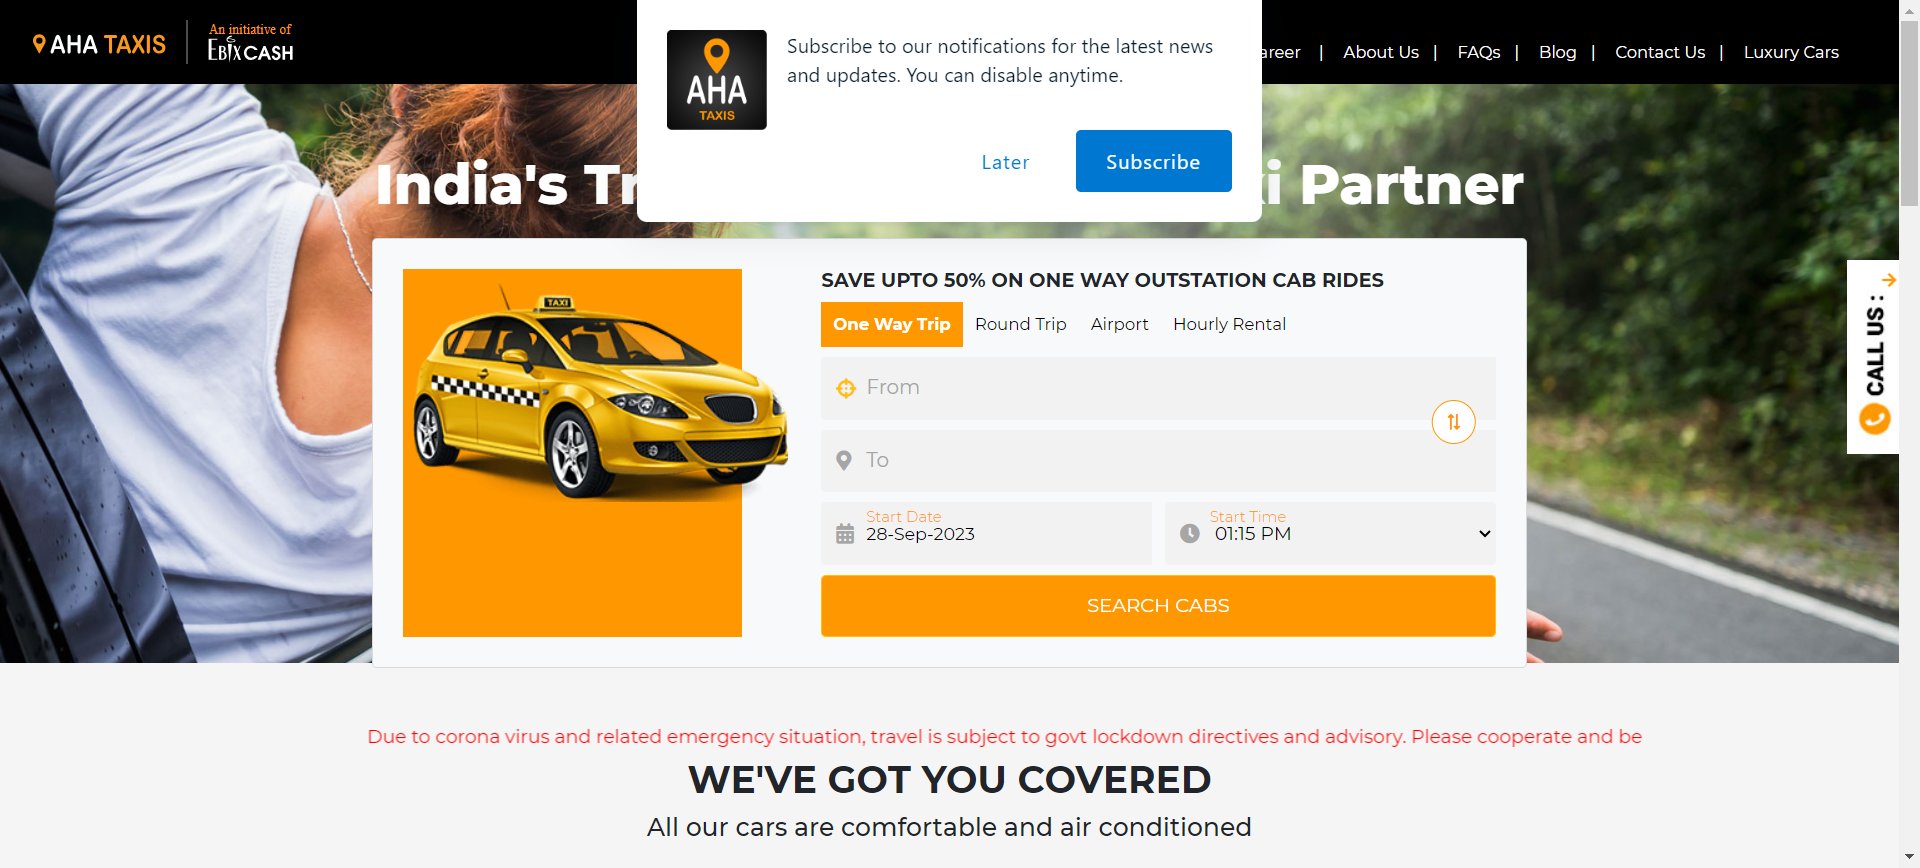 AHA TAXIS
An initiative of
EBIXCASH
AHA
TAXIS
Subscribe to our notifications for the latest news
and updates. You can disable anytime.
Later
Subscribe
| About Us | FAQs | Blog | Contact Us | Luxury Cars
India's
Partner
SAVE UPTO 50% ON ONE WAY OUTSTATION CAB RIDES
One Way Trip Round Trip Airport Hourly Rental
TAXI
From
To
Start Date
28-Sep-2023
Start Time
01:15 PM
SEARCH CABS
CALL US :
Due to corona virus and related emergency situation, travel is subject to govt lockdown directives and advisory. Please cooperate and be
WE'VE GOT YOU COVERED
All our cars are comfortable and air conditioned